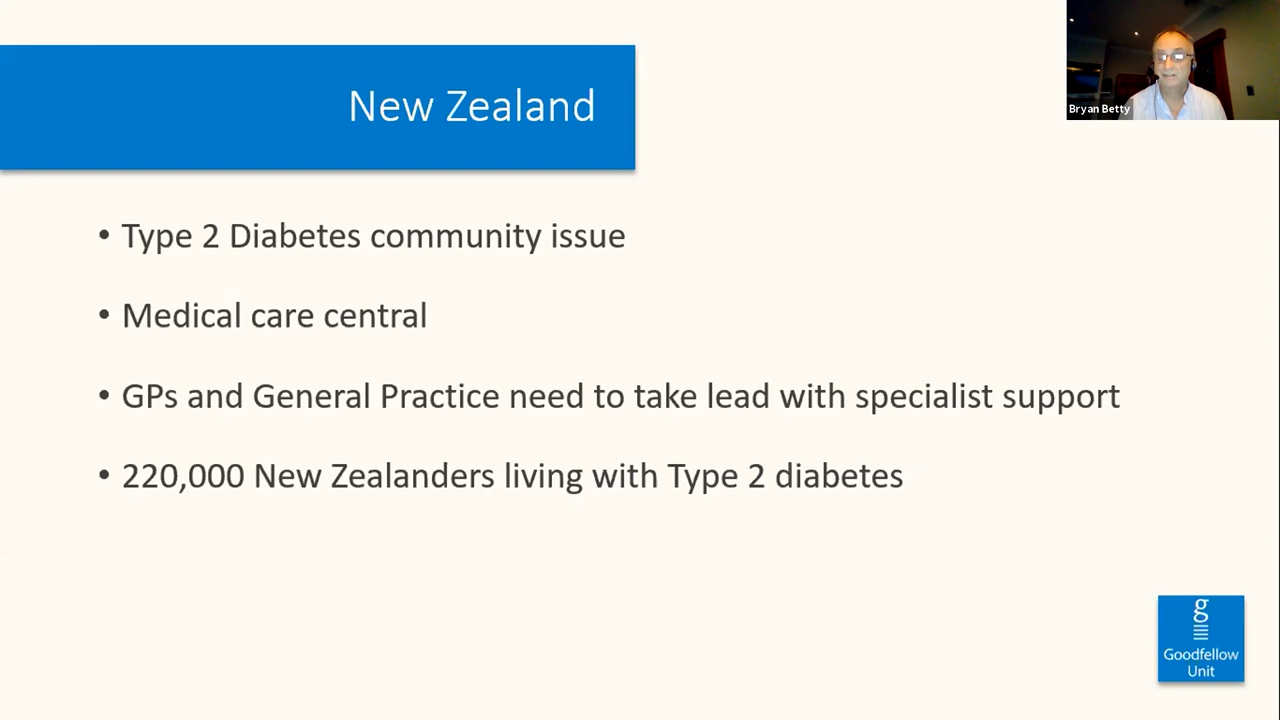 New Zealand
Bryan Betty
• Type 2 Diabetes community issue
• Medical care central
• GPs and General Practice need to take lead with specialist support
• 220,000 New Zealanders living with Type 2 diabetes
g
Goodfellow
Unit